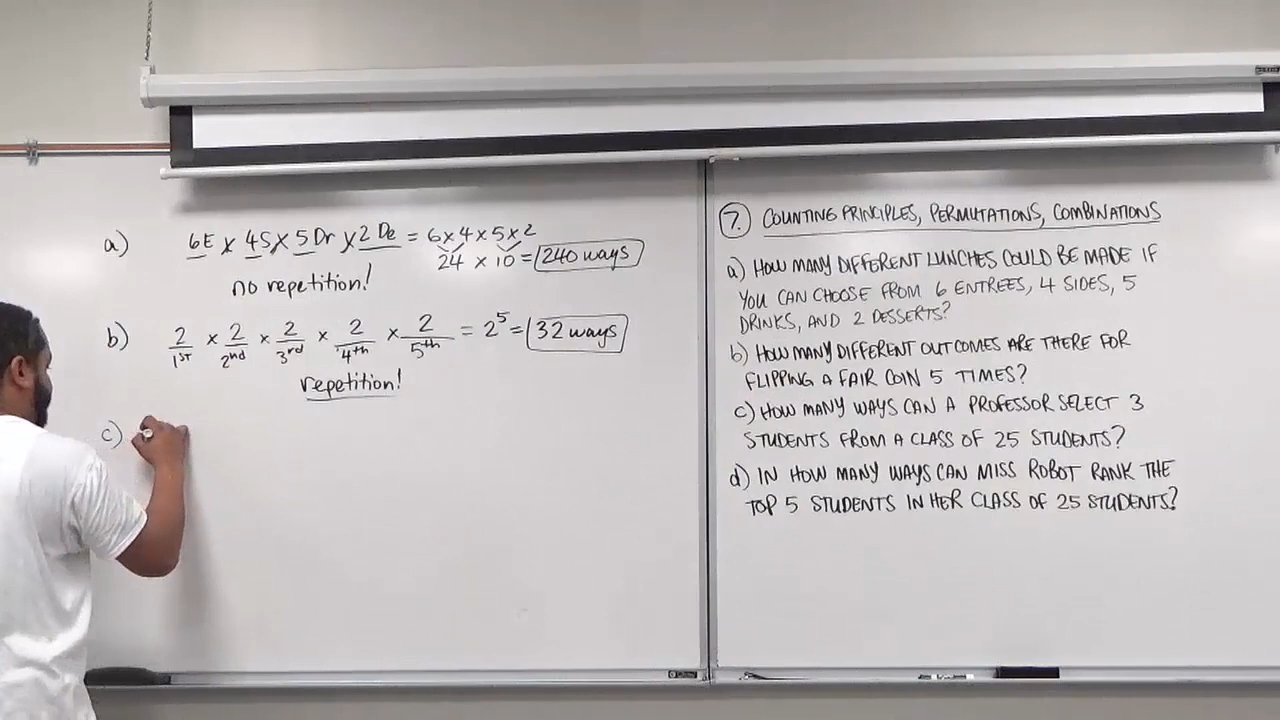 a) 6E x 4S x 5Dr x 2 De = 6x4x5x2
24 x 10 = 240 ways
no repetition!
b) 2/1st x 2/2nd x 2/3rd x 2/4th x 2/5th = 2^5 = 32 ways
repetition!
c)
7. COUNTING PRINCIPLES, PERMUTATIONS, COMBINATIONS
a) HOW MANY DIFFERENT LUNCHES COULD BE MADE IF
YOU CAN CHOOSE FROM 6 ENTREES, 4 SIDES, 5
DRINKS, AND 2 DESSERTS?
b) HOW MANY DIFFERENT OUTCOMES ARE THERE FOR
FLIPPING A FAIR COIN 5 TIMES?
c) HOW MANY WAYS CAN A PROFESSOR SELECT 3
STUDENTS FROM A CLASS OF 25 STUDENTS?
d) IN HOW MANY WAYS CAN MISS ROBOT RANK THE
TOP 5 STUDENTS IN HER CLASS OF 25 STUDENTS?